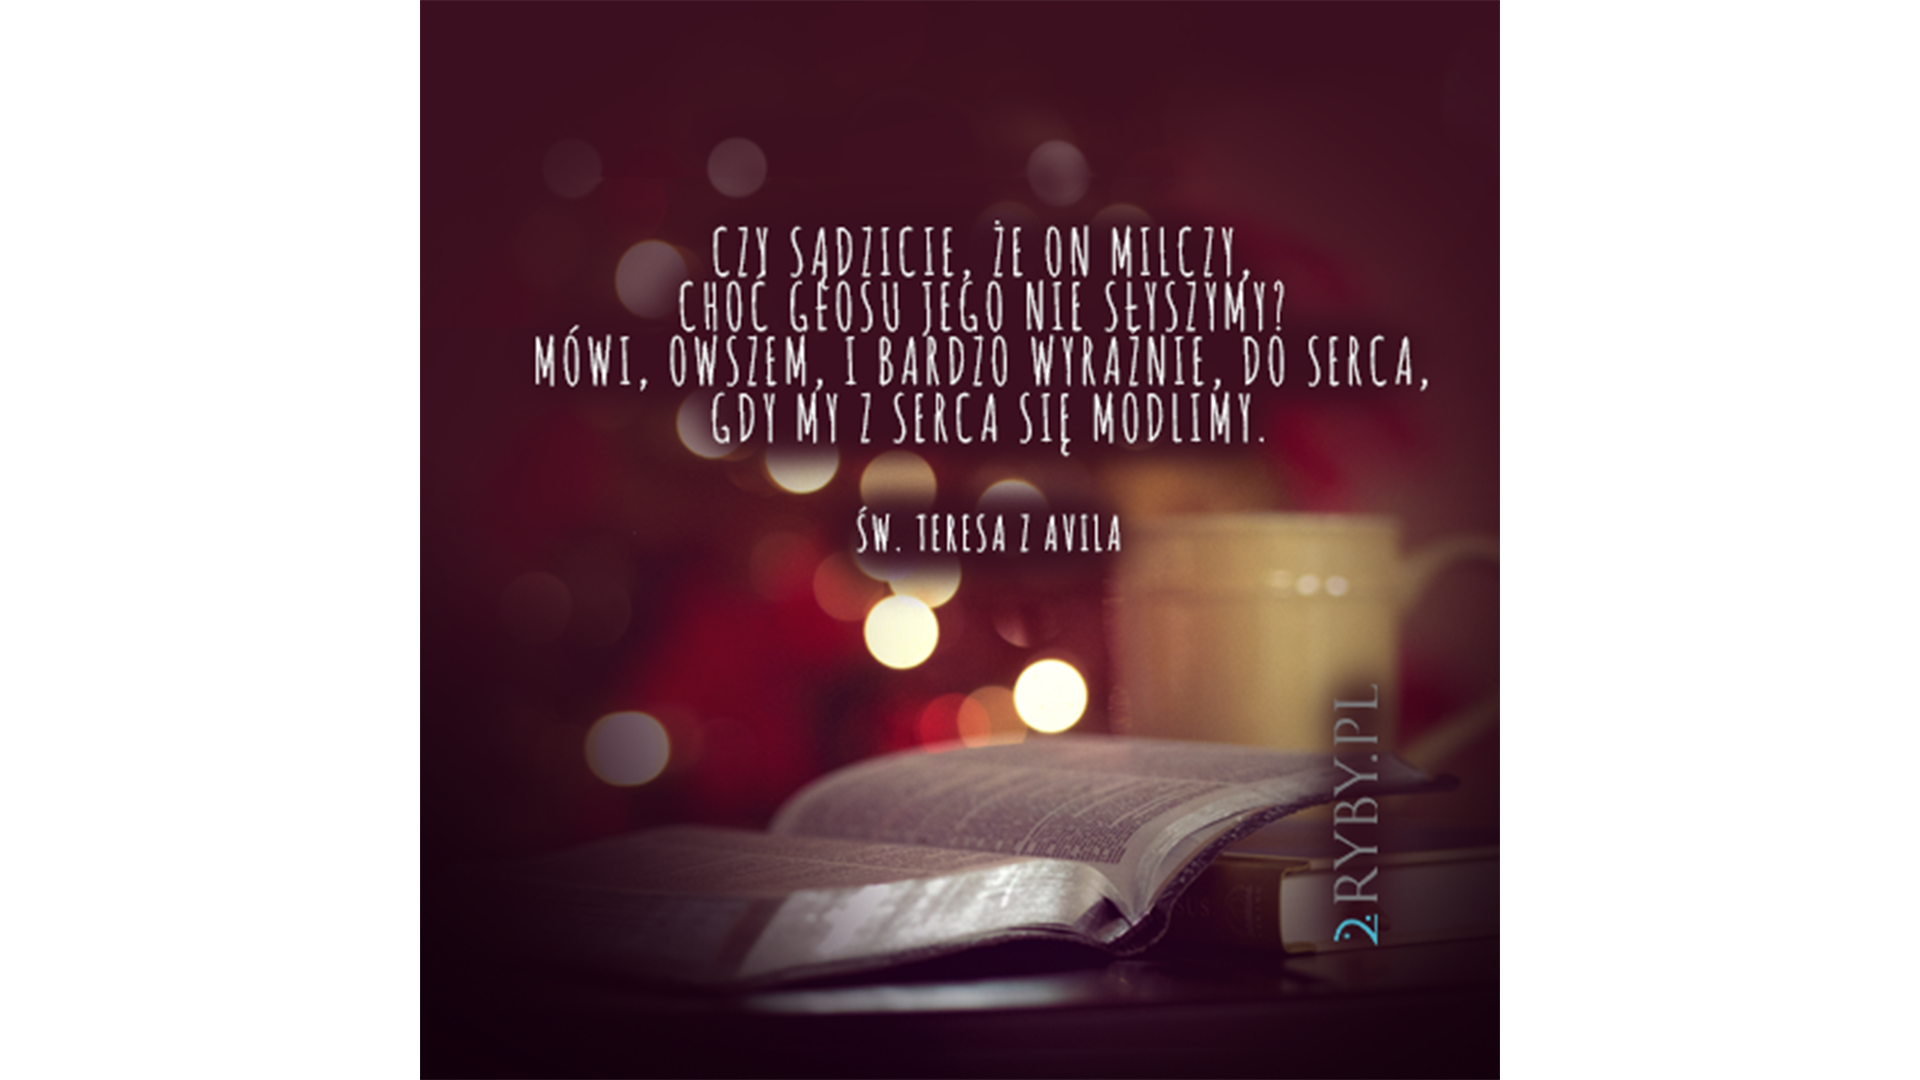 CZY SĄDZICIE, ŻE ON MILCZY,
CHOĆ GŁOSU JEGO NIE SŁYSZYMY?
MÓWI, OWSZEM, I BARDZO WYRAŹNIE, DO SERCA,
GDY MY Z SERCA SIĘ MODLIMY.
ŚW. TERESA Z AVILA
2RYBY.PL